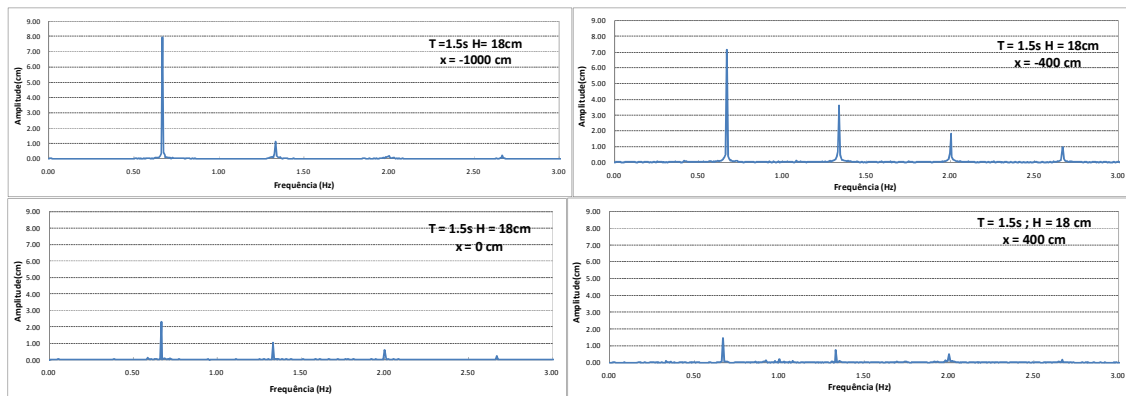 9.00
8.00
7.00
6.00
5.00
4.00
3.00
2.00
1.00
0.00
Amplitude(cm)
T =1.5s H= 18cm
x = -1000 cm
0.00 0.50 1.00 1.50 2.00 2.50 3.00
Frequência (Hz)
9.00
8.00
7.00
6.00
5.00
4.00
3.00
2.00
1.00
0.00
Amplitude(cm)
T = 1.5s H = 18cm
x = -400 cm
0.00 0.50 1.00 1.50 2.00 2.50 3.00
Frequência (Hz)
9.00
8.00
7.00
6.00
5.00
4.00
3.00
2.00
1.00
0.00
Amplitude(cm)
T = 1.5s H = 18cm
x = 0 cm
0.00 0.50 1.00 1.50 2.00 2.50 3.00
Frequência (Hz)
9.00
8.00
7.00
6.00
5.00
4.00
3.00
2.00
1.00
0.00
Amplitude(cm)
T = 1.5s ; H = 18 cm
x = 400 cm
0.00 0.50 1.00 1.50 2.00 2.50 3.00
Frequência (Hz)